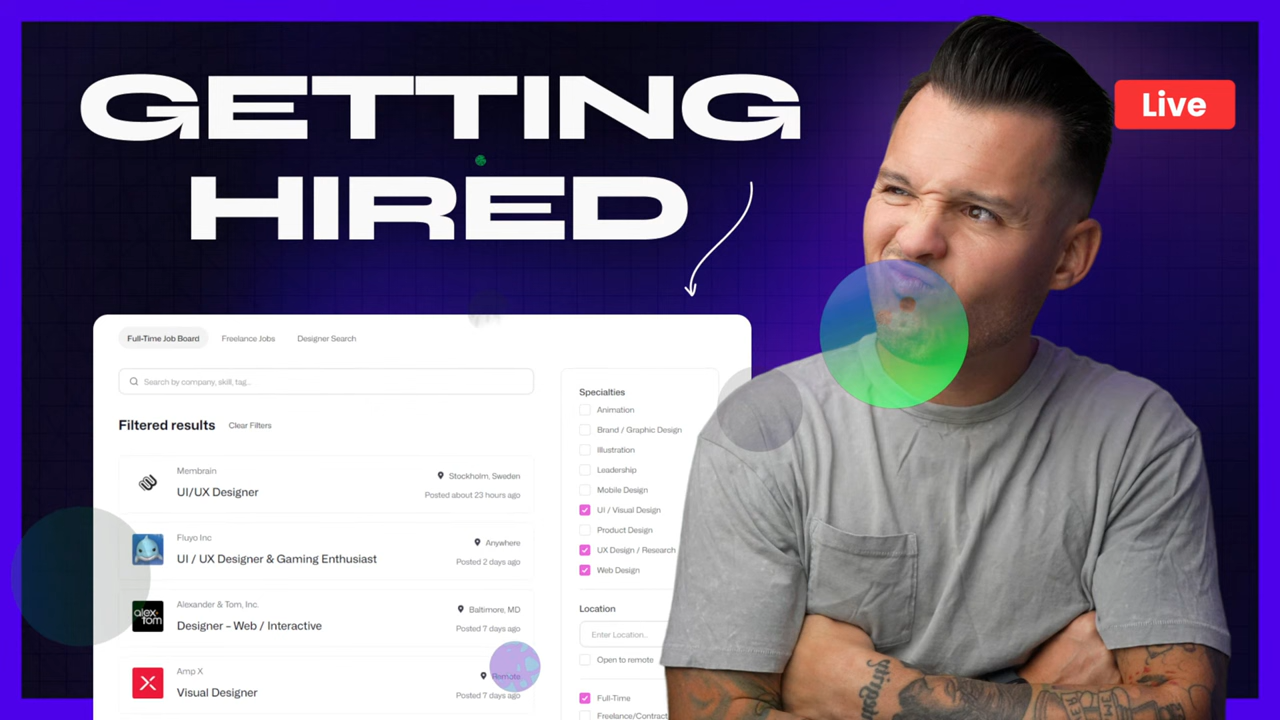 GETTING
HIRED
Live
Full-Time Job Board
Freelance Jobs
Designer Search
Search by company, skill, tag...
Filtered results
Clear Filters
Membrain
UI/UX Designer
Stockholm, Sweden
Posted about 23 hours ago
Fluyo Inc
UI / UX Designer & Gaming Enthusiast
Anywhere
Posted 2 days ago
alex+
tom
Alexander & Tom, Inc.
Designer – Web / Interactive
Baltimore, MD
Posted 7 days ago
Amp X
Visual Designer
Remote
Posted 7 days ago
Specialties
Animation
Brand / Graphic Design
Illustration
Leadership
Mobile Design
UI / Visual Design
Product Design
UX Design / Research
Web Design
Location
Enter Location..
Open to remote
Full-Time
Freelance/Contract